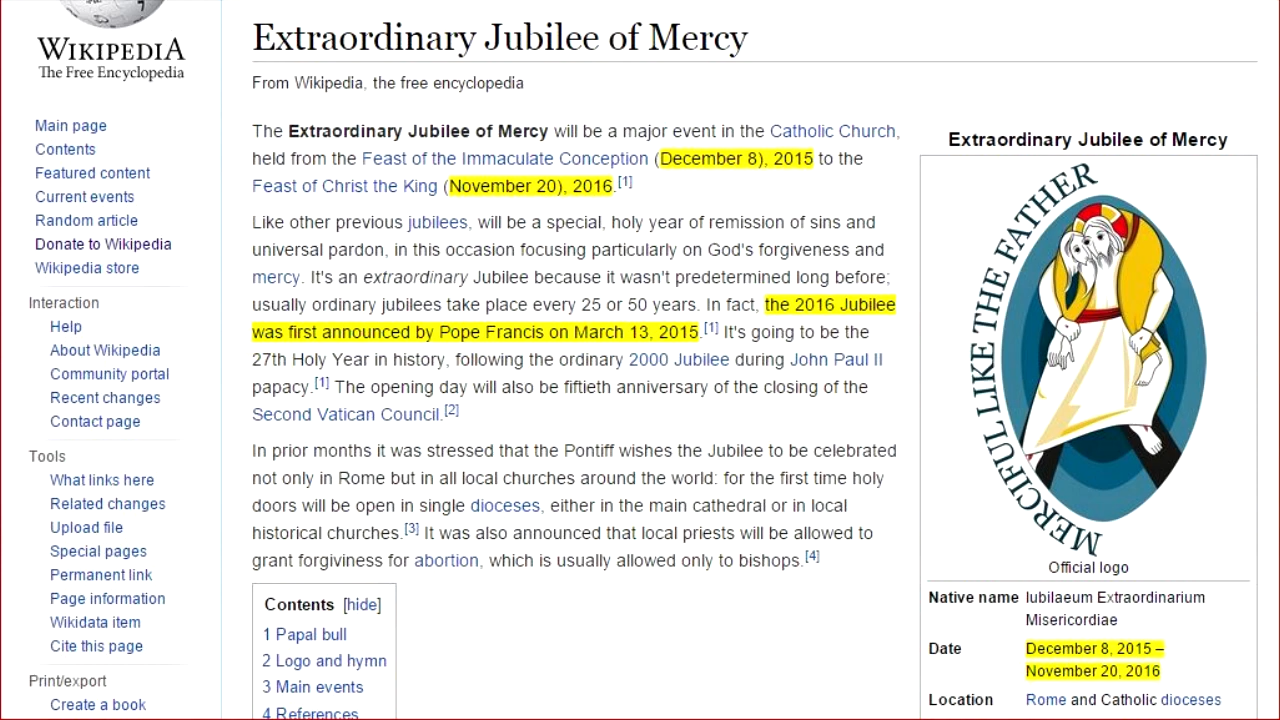 WIKIPEDIA
The Free Encyclopedia
Main page
Contents
Featured content
Current events
Random article
Donate to Wikipedia
Wikipedia store
Interaction
Help
About Wikipedia
Community portal
Recent changes
Contact page
Tools
What links here
Related changes
Upload file
Special pages
Permanent link
Page information
Wikidata item
Cite this page
Print/export
Create a book
Extraordinary Jubilee of Mercy
From Wikipedia, the free encyclopedia
The Extraordinary Jubilee of Mercy will be a major event in the Catholic Church,
held from the Feast of the Immaculate Conception (December 8), 2015 to the
Feast of Christ the King (November 20), 2016.[1]
Like other previous jubilees, will be a special, holy year of remission of sins and
universal pardon, in this occasion focusing particularly on God's forgiveness and
mercy. It's an extraordinary Jubilee because it wasn't predetermined long before;
usually ordinary jubilees take place every 25 or 50 years. In fact, the 2016 Jubilee
was first announced by Pope Francis on March 13, 2015.[1] It's going to be the
27th Holy Year in history, following the ordinary 2000 Jubilee during John Paul II
papacy.[1] The opening day will also be fiftieth anniversary of the closing of the
Second Vatican Council.[2]
In prior months it was stressed that the Pontiff wishes the Jubilee to be celebrated
not only in Rome but in all local churches around the world: for the first time holy
doors will be open in single dioceses, either in the main cathedral or in local
historical churches.[3] It was also announced that local priests will be allowed to
grant forgiviness for abortion, which is usually allowed only to bishops.[4]
Contents [hide]
1 Papal bull
2 Logo and hymn
3 Main events
4 References
Extraordinary Jubilee of Mercy
MERCIFUL LIKE THE FATHER
Official logo
Native name Iubilaeum Extraordinarium
Misericordiae
Date December 8, 2015 –
November 20, 2016
Location Rome and Catholic dioceses